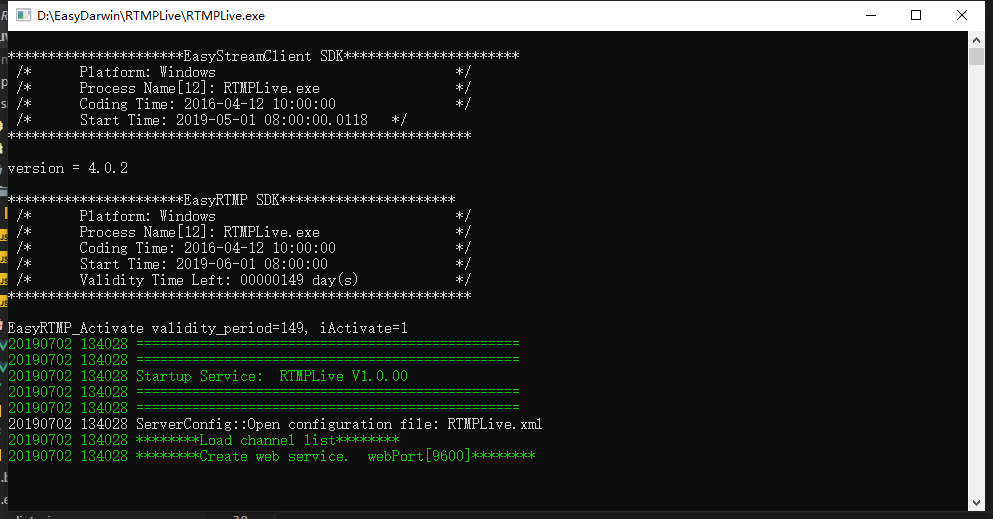 D:\EasyDarwin\RTMPLive\RTMPLive.exe
**********************EasyStreamClient SDK**********************
/*      Platform: Windows                              */
/*      Process Name[12]: RTMPLive.exe                 */
/*      Coding Time: 2016-04-12 10:00:00               */
/*      Start Time: 2019-05-01 08:00:00.0118   */
**********************************************************
version = 4.0.2
**********************EasyRTMP SDK**********************
/*      Platform: Windows                              */
/*      Process Name[12]: RTMPLive.exe                 */
/*      Coding Time: 2016-04-12 10:00:00               */
/*      Start Time: 2019-06-01 08:00:00                */
/*      Validity Time Left: 00000149 day(s)            */
**********************************************************
EasyRTMP_Activate validity_period=149, iActivate=1
20190702 134028 ================================================
20190702 134028 ================================================
20190702 134028 Startup Service:  RTMPLive V1.0.00
20190702 134028 ================================================
20190702 134028 ================================================
20190702 134028 ServerConfig::Open configuration file: RTMPLive.xml
20190702 134028 ********Load channel list********
20190702 134028 ********Create web service.  webPort[9600]********